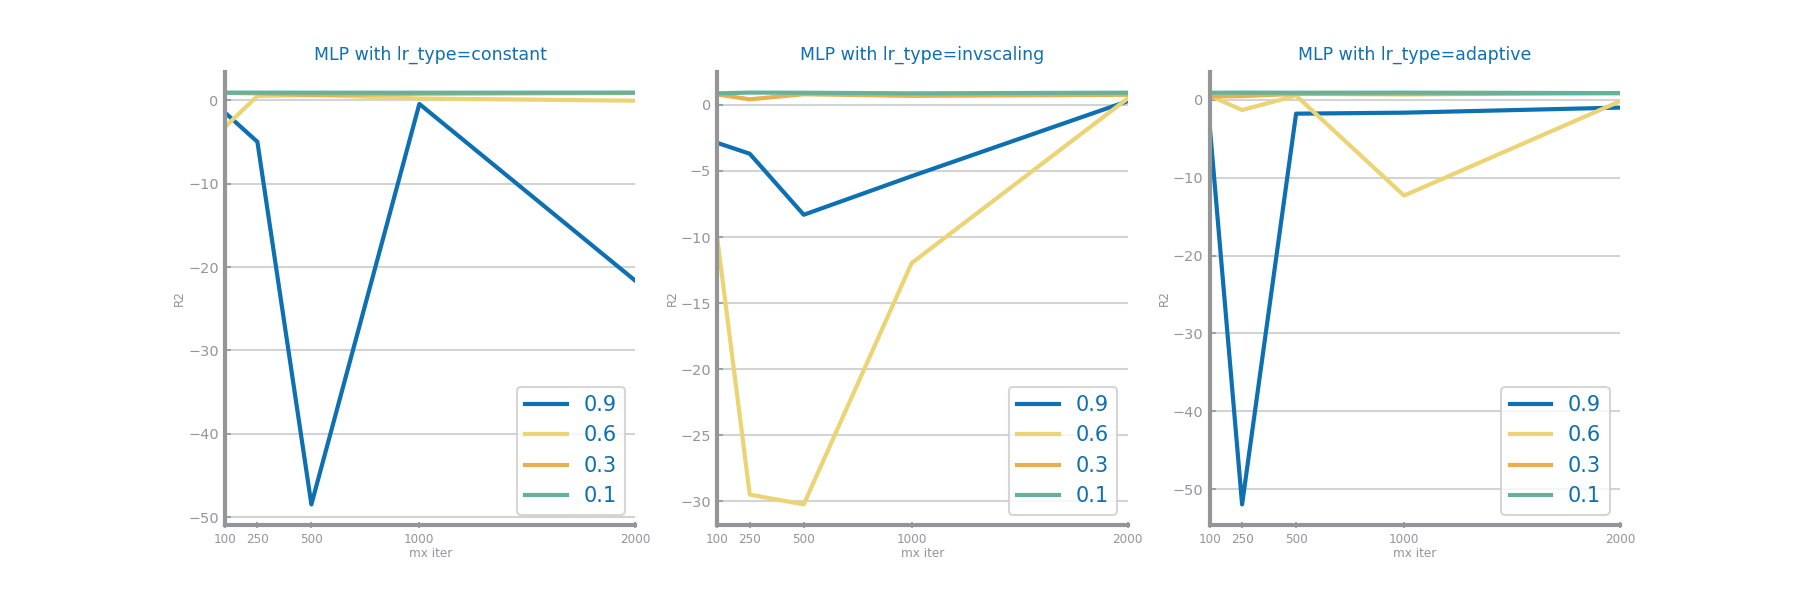 MLP with lr_type=constant
0
−10
−20
−30
−40
−50
R2
100 250 500 1000 2000
mx iter
0.9
0.6
0.3
0.1
MLP with lr_type=invscaling
0
−5
−10
−15
−20
−25
−30
R2
100 250 500 1000 2000
mx iter
0.9
0.6
0.3
0.1
MLP with lr_type=adaptive
0
−10
−20
−30
−40
−50
R2
100 250 500 1000 2000
mx iter
0.9
0.6
0.3
0.1